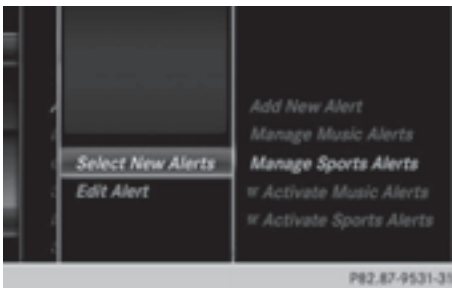 Add New Alert
Manage Music Alerts
Select New Alerts Manage Sports Alerts
Edit Alert Activate Music Alerts
Activate Sports Alerts
P82.87-9531-31